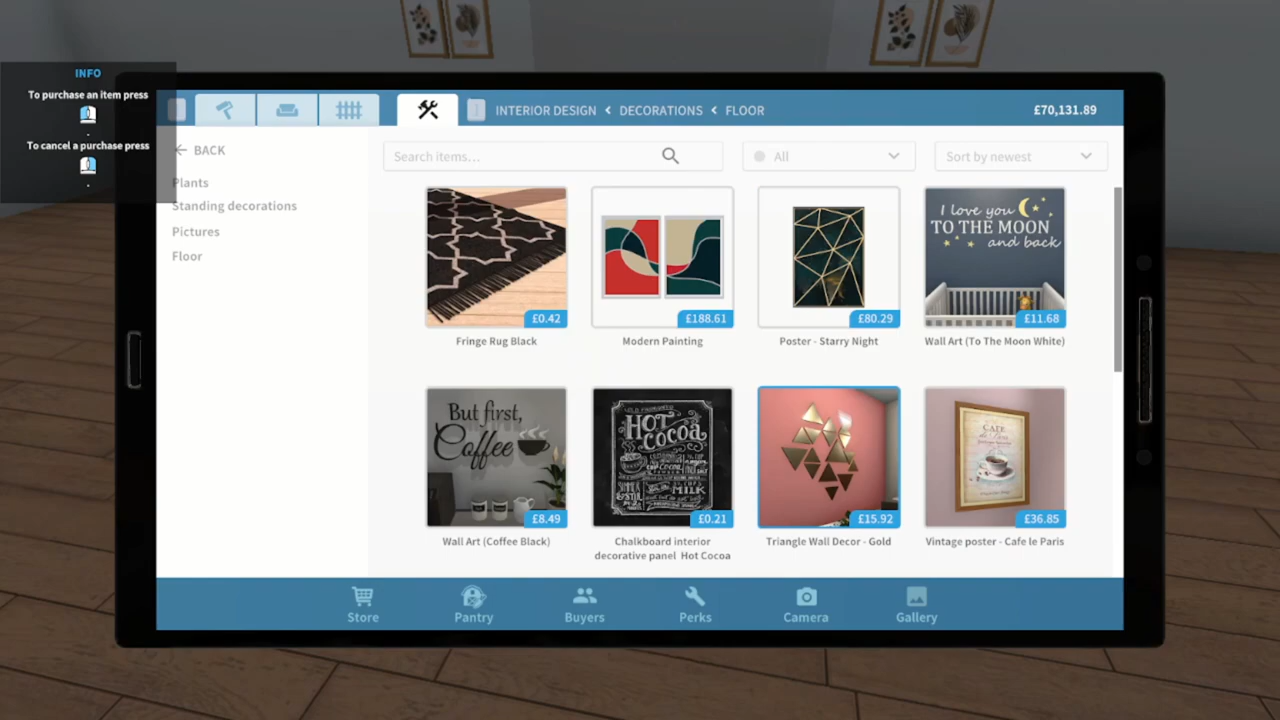 INFO
To purchase an item press
To cancel a purchase press
INTERIOR DESIGN < DECORATIONS < FLOOR
£70,131.89
BACK
Plants
Standing decorations
Pictures
Floor
Search items...
All
Sort by newest
I love you
TO THE MOON
and back
£0.42
£188.61
£80.29
£11.68
Fringe Rug Black
Modern Painting
Poster - Starry Night
Wall Art (To The Moon White)
But first,
Coffee
HOT
COCOA
MILK
CAFE
£8.49
£0.21
£15.92
£36.85
Wall Art (Coffee Black)
Chalkboard interior
decorative panel Hot Cocoa
Triangle Wall Decor - Gold
Vintage poster - Cafe le Paris
Store
Pantry
Buyers
Perks
Camera
Gallery